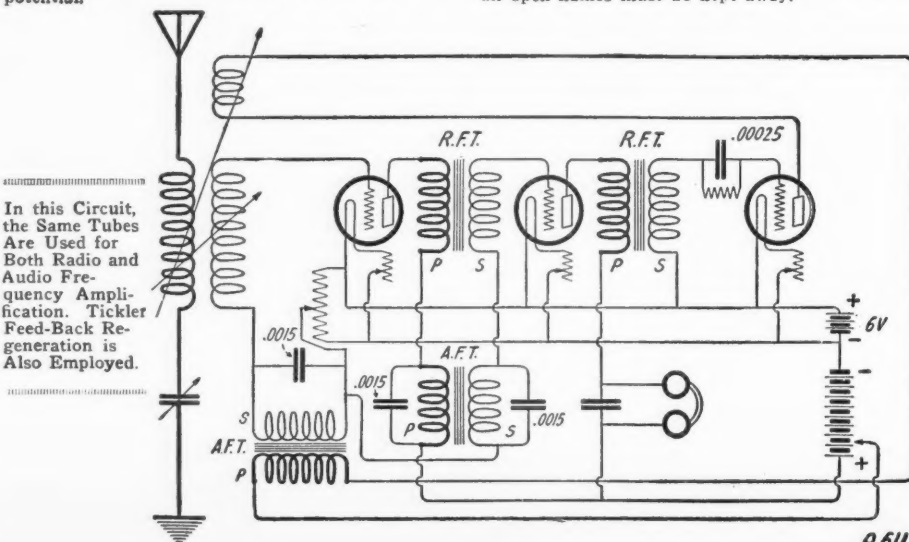 potential
an open flames must be kept away.
In this Circuit,
the Same Tubes
Are Used for
Both Radio and
Audio Fre-
quency Ampli-
fication. Tickler
Feed-Back Re-
generation is
Also Employed.
R.F.T.
R.F.T.
.00025
P
S
P
S
+
6V
-
.0015
A.F.T.
-
.0015
P
S
.0015
S
A.F.T.
P
+